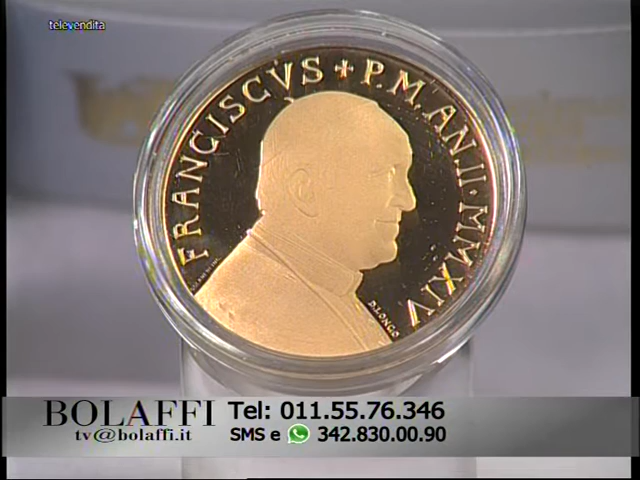 televendita
FRANCISCVS + P.M.AN.II·MMXIV
D.LONGO
BOLAFFI
tv@bolaffi.it
Tel: 011.55.76.346
SMS e 342.830.00.90